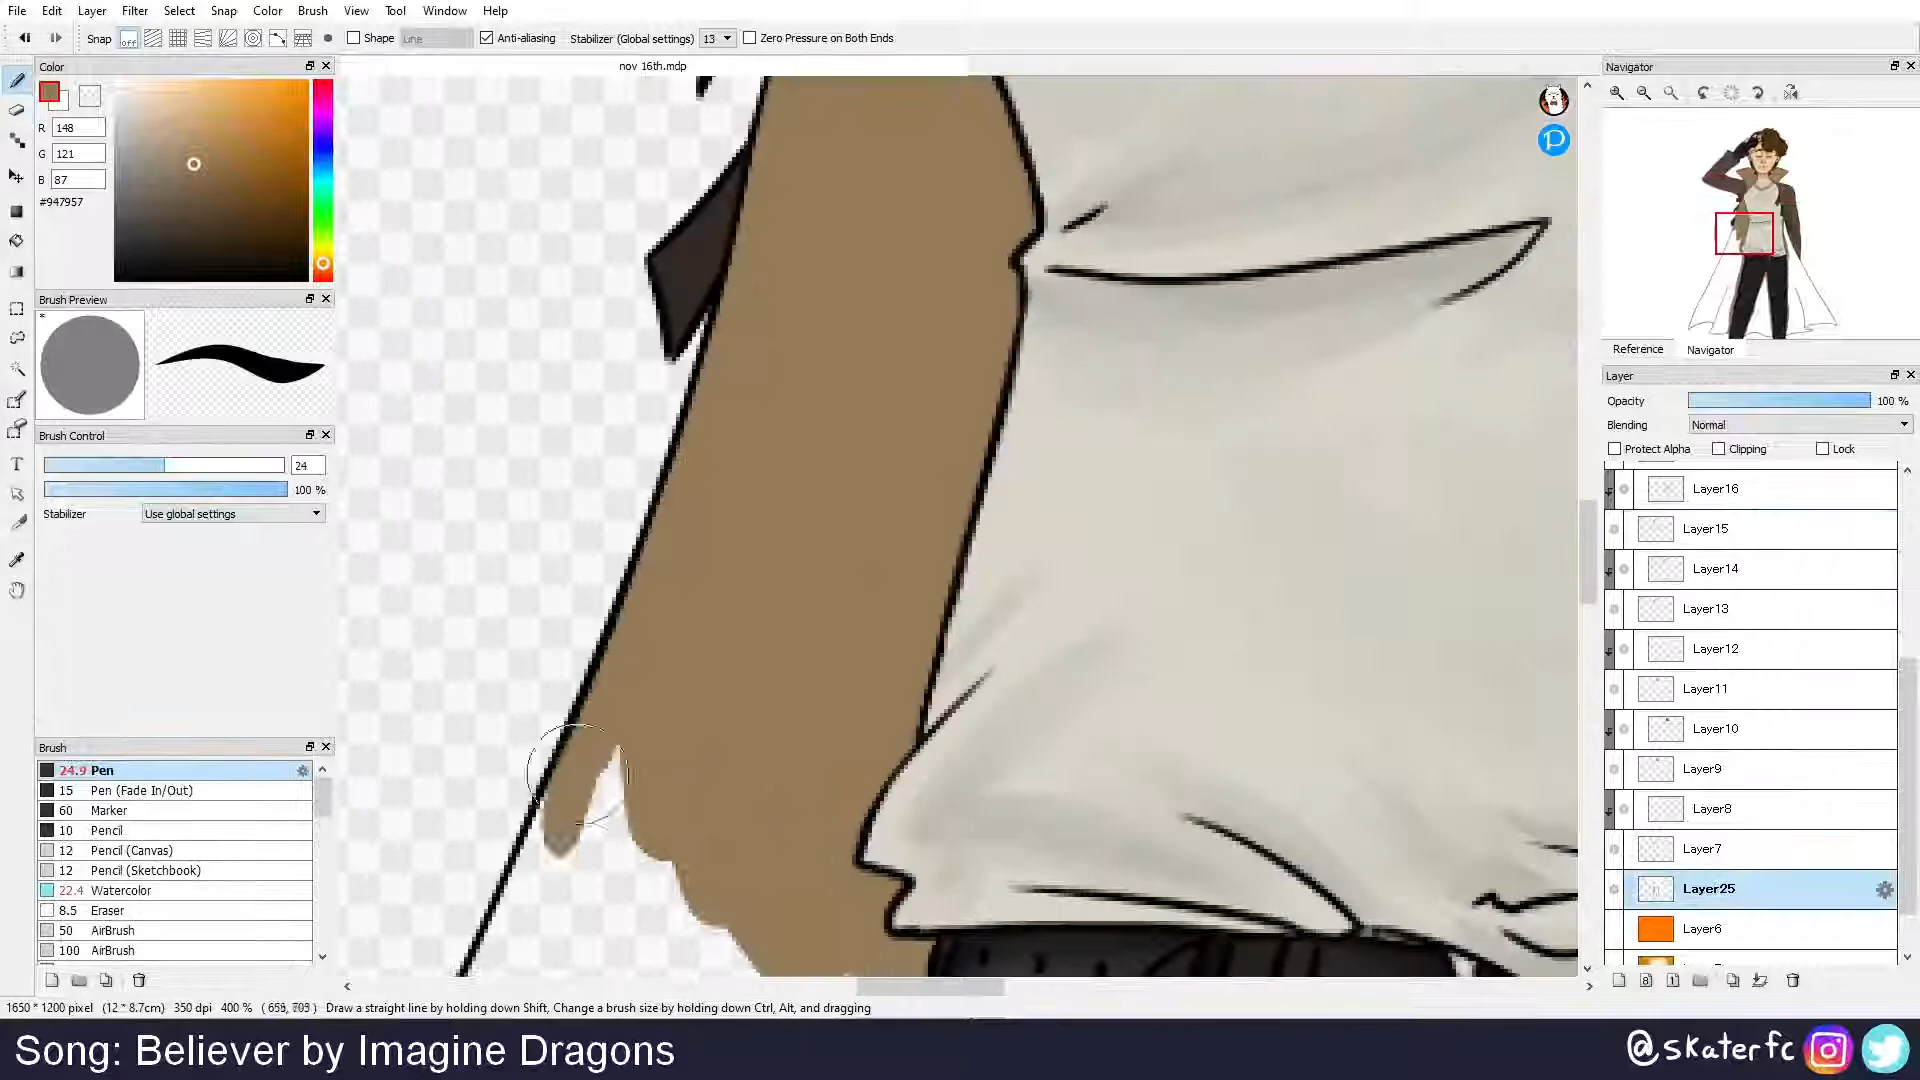 File Edit Layer Filter Select Snap Color Brush View Tool Window Help
Snap off Shape Line Anti-aliasing Stabilizer (Global settings) 13 Zero Pressure on Both Ends
Color
nov 16th.mdp
Navigator
R 148
G 121
B 87
#947957
Brush Preview
*
Reference Navigator
Layer
Opacity 100 %
Blending Normal
Protect Alpha Clipping Lock
Brush Control
24
100 %
Stabilizer Use global settings
Layer16
Layer15
Layer14
Layer13
Layer12
Layer11
Layer10
Layer9
Layer8
Layer7
Layer25
Layer6
Brush
24.9 Pen
15 Pen (Fade In/Out)
60 Marker
10 Pencil
12 Pencil (Canvas)
12 Pencil (Sketchbook)
22.4 Watercolor
8.5 Eraser
50 AirBrush
100 AirBrush
1650 * 1200 pixel (12 * 8.7cm) 350 dpi 400 % Draw a straight line by holding down Shift, Change a brush size by holding down Ctrl, Alt, and dragging
Song: Believer by Imagine Dragons
@skaterfc